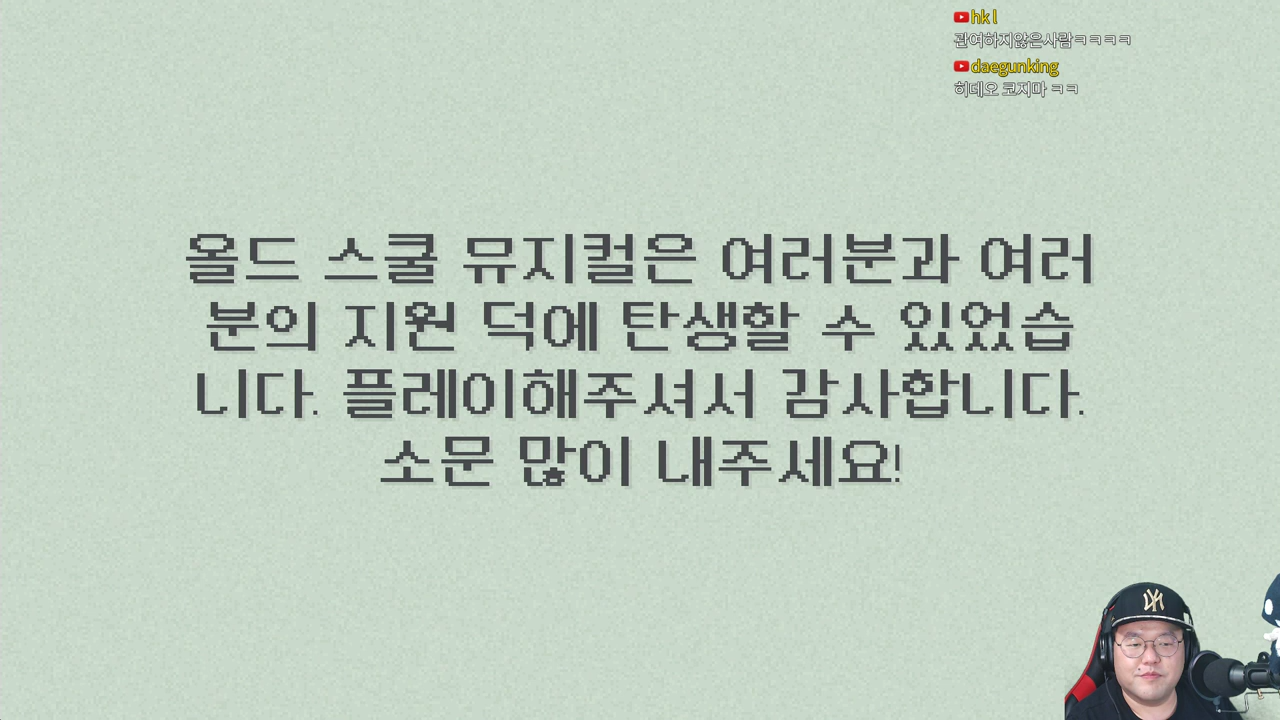 hk l
관여하지않은사람ㅋㅋㅋㅋ
daegunking
히데오 코지마 ㅋㅋ
올드 스쿨 뮤지컬은 여러분과 여러
분의 지원 덕에 탄생할 수 있었습
니다. 플레이해주셔서 감사합니다.
소문 많이 내주세요!